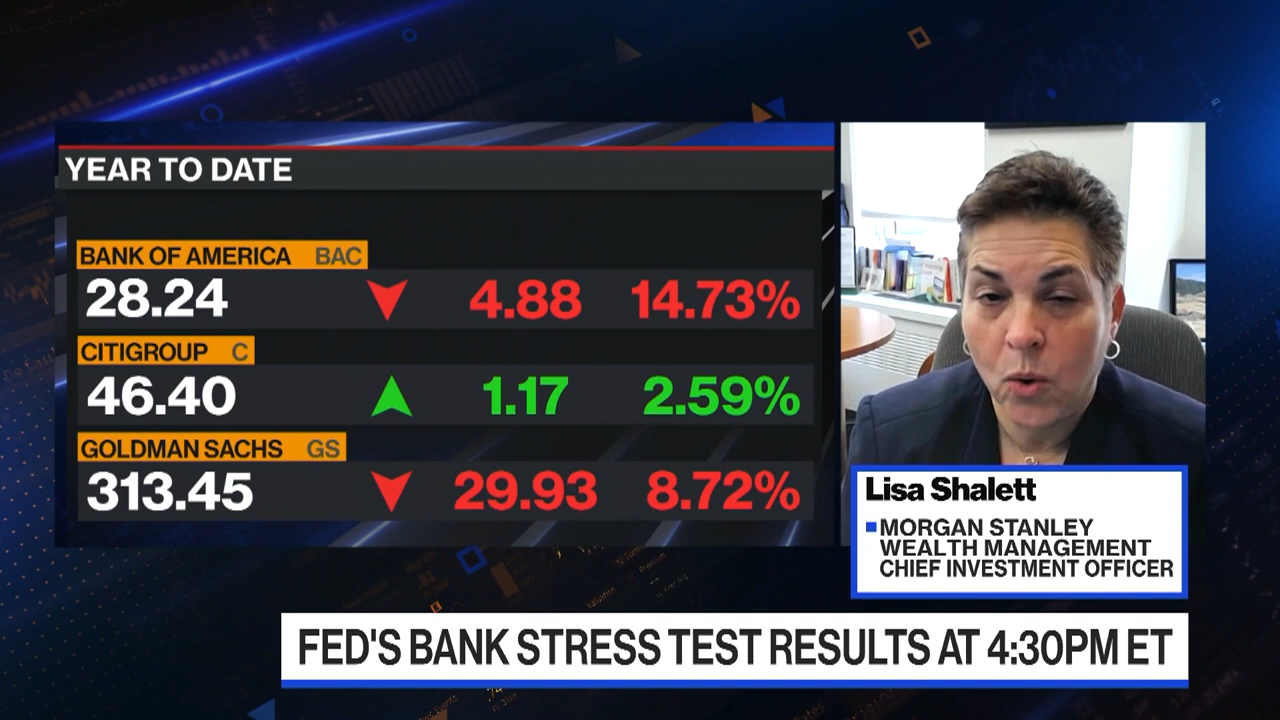 YEAR TO DATE
BANK OF AMERICA BAC
28.24 4.88 14.73%
CITIGROUP C
46.40 1.17 2.59%
GOLDMAN SACHS GS
313.45 29.93 8.72%
Lisa Shalett
MORGAN STANLEY
WEALTH MANAGEMENT
CHIEF INVESTMENT OFFICER
FED'S BANK STRESS TEST RESULTS AT 4:30PM ET